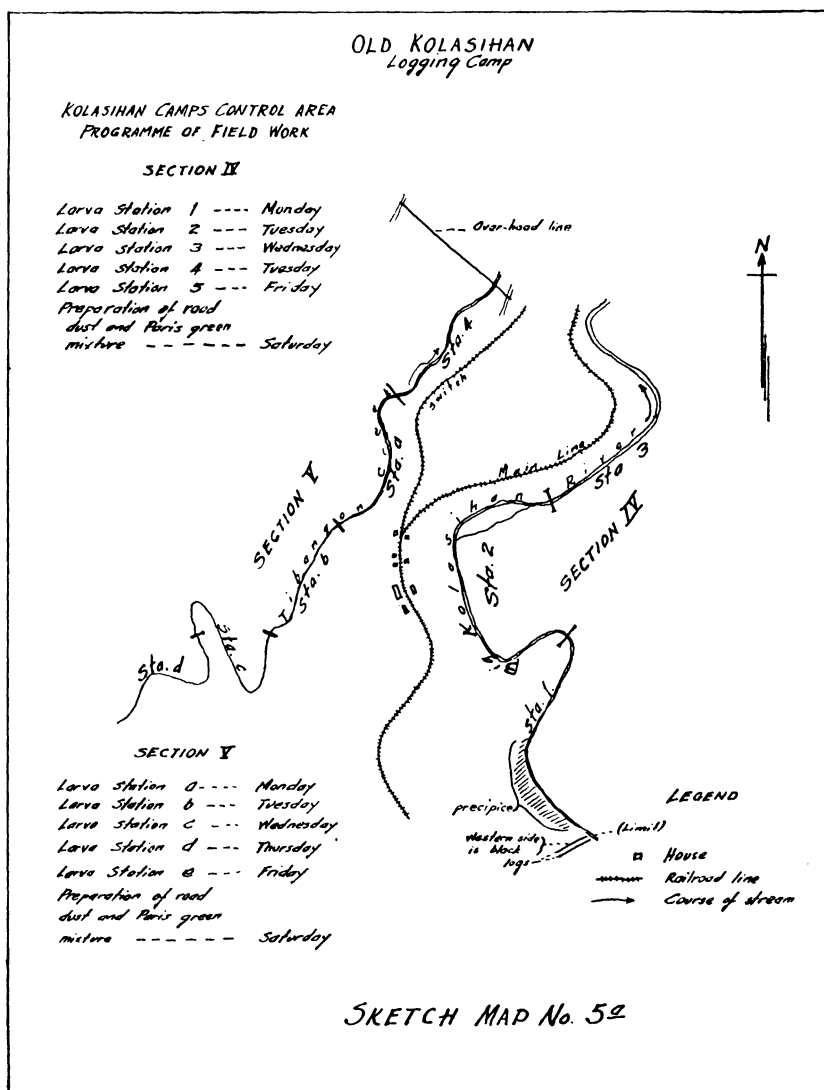 OLD KOLASIHAN
Logging Camp
KOLASIHAN CAMPS CONTROL AREA
PROGRAMME OF FIELD WORK
SECTION IV
Larva Station 1 ---- Monday
Larva Station 2 --- Tuesday
Larva Station 3 --- Wednesday
Larva Station 4 --- Tuesday
Larva Station 5 --- Friday
Preparation of road
dust and Paris green
mixture ------ Saturday
Over-head line
N
Sta. 4
Switch
Sta. a
Main Line
Kolasihan River
Sta 3
SECTION V
Tibangon Creek
Sta. b
Sta. 2
SECTION IV
Sta. c
Sta. d
Sta. 1.
SECTION V
Larva Station a ---- Monday
Larva Station b --- Tuesday
Larva Station c --- Wednesday
Larva Station d --- Thursday
Larva Station e --- Friday
Preparation of road
dust and Paris green
mixture ------ Saturday
precipice
Western side
is black
logs
(Limit)
LEGEND
House
Railroad line
Course of stream
SKETCH MAP NO. 5a